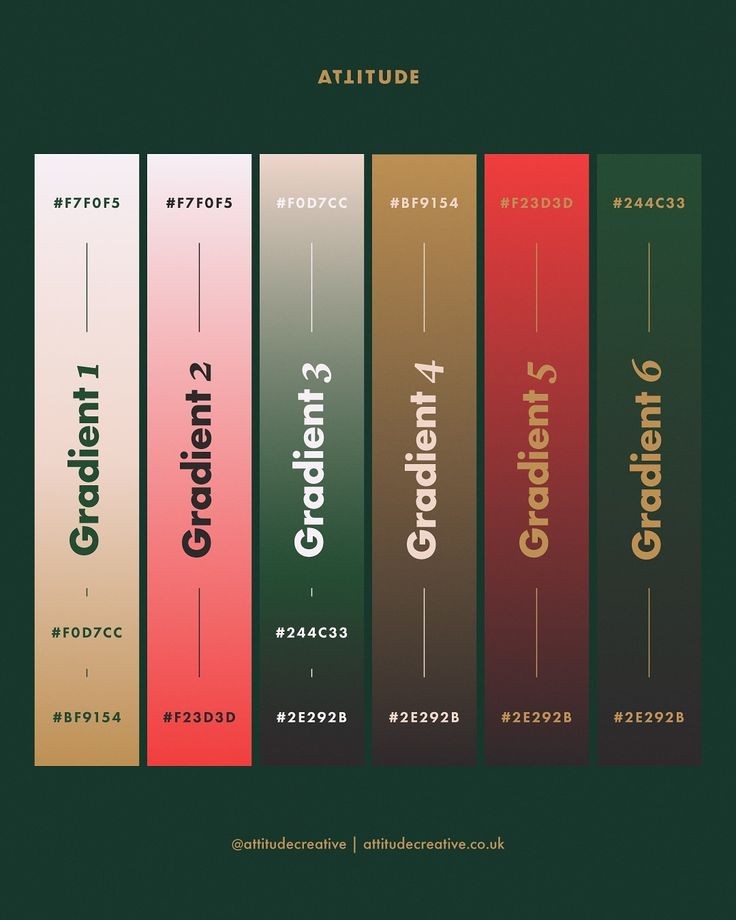 ATTITUDE
#F7F0F5
Gradient 1
#F0D7CC
#BF9154
#F7F0F5
Gradient 2
#F23D3D
#F0D7CC
Gradient 3
#244C33
#2E292B
#BF9154
Gradient 4
#2E292B
#F23D3D
Gradient 5
#2E292B
#244C33
Gradient 6
#2E292B
@attitudecreative | attitudecreative.co.uk